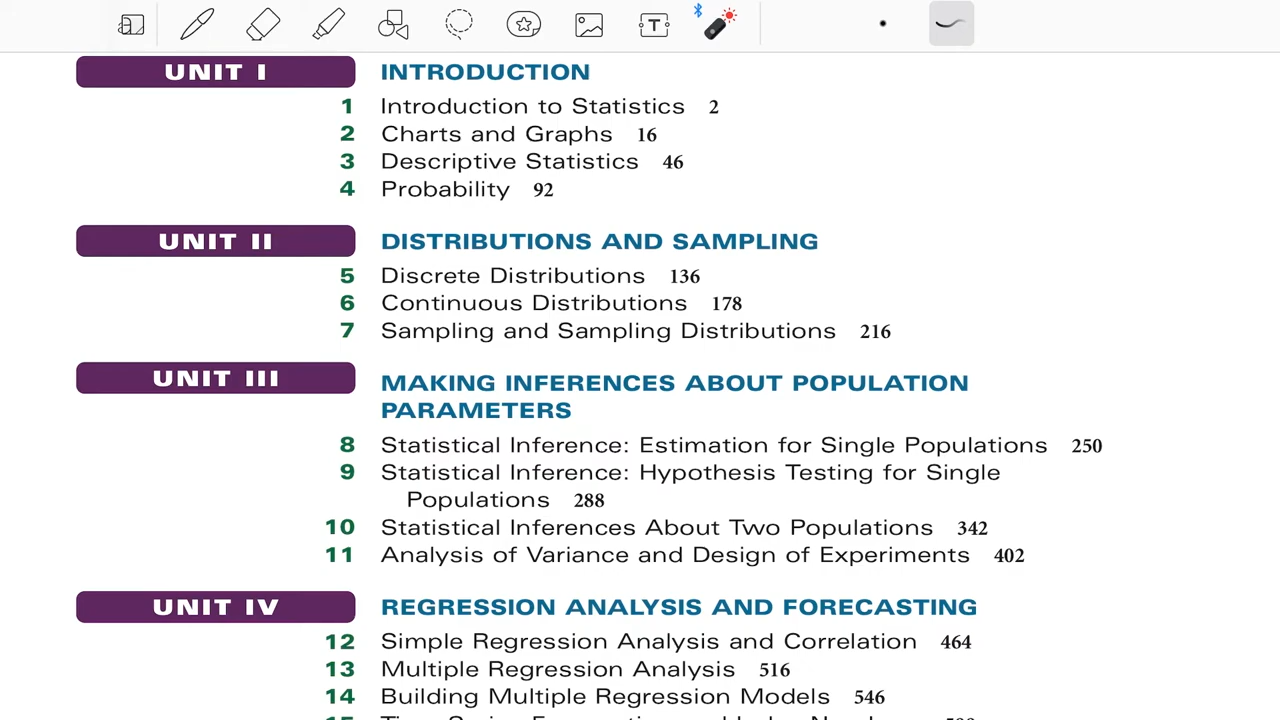 UNIT I INTRODUCTION
1 Introduction to Statistics 2
2 Charts and Graphs 16
3 Descriptive Statistics 46
4 Probability 92
UNIT II DISTRIBUTIONS AND SAMPLING
5 Discrete Distributions 136
6 Continuous Distributions 178
7 Sampling and Sampling Distributions 216
UNIT III MAKING INFERENCES ABOUT POPULATION
PARAMETERS
8 Statistical Inference: Estimation for Single Populations 250
9 Statistical Inference: Hypothesis Testing for Single
Populations 288
10 Statistical Inferences About Two Populations 342
11 Analysis of Variance and Design of Experiments 402
UNIT IV REGRESSION ANALYSIS AND FORECASTING
12 Simple Regression Analysis and Correlation 464
13 Multiple Regression Analysis 516
14 Building Multiple Regression Models 546